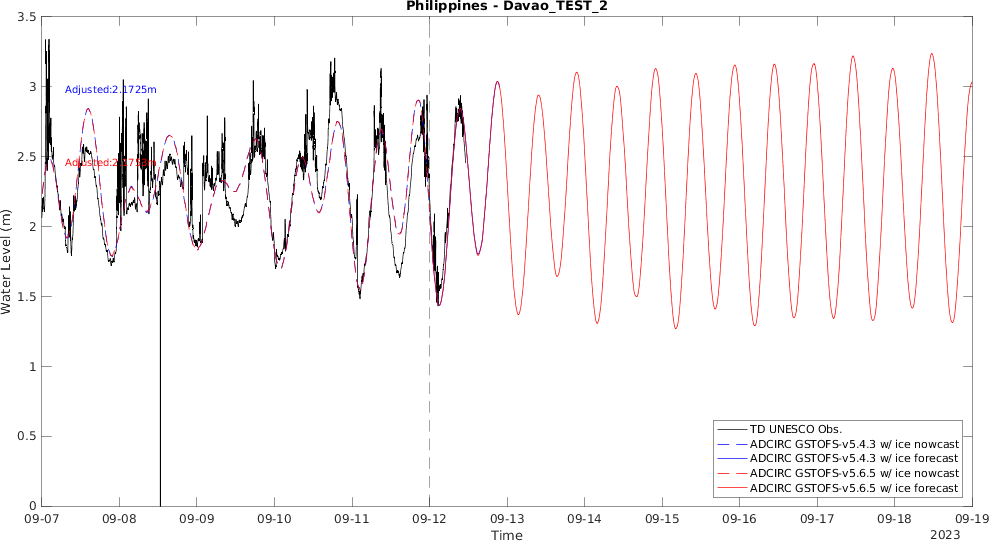 Philippines - Davao_TEST_2
3.5
3
2.5
2
1.5
1
0.5
0
Water Level (m)
Adjusted:2.1725m
09-07
09-08
09-09
09-10
09-11
09-12
09-13
09-14
09-15
09-16
09-17
09-18
09-19
Time
2023
TD UNESCO Obs.
ADCIRC GSTOFS-v5.4.3 w/ ice nowcast
ADCIRC GSTOFS-v5.4.3 w/ ice forecast
ADCIRC GSTOFS-v5.6.5 w/ ice nowcast
ADCIRC GSTOFS-v5.6.5 w/ ice forecast